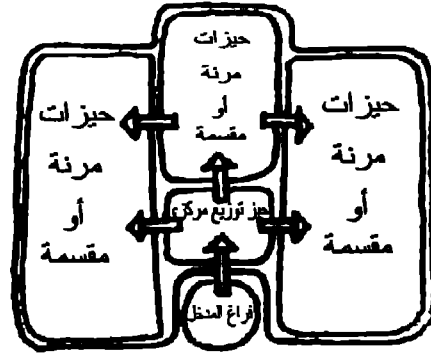 حيزات
مرنة
أو
مقسمة
حيزات
مرنة
أو
مقسمة
حيزات
مرنة
أو
مقسمة
حيز توزيع مركزي
فراغ المدخل